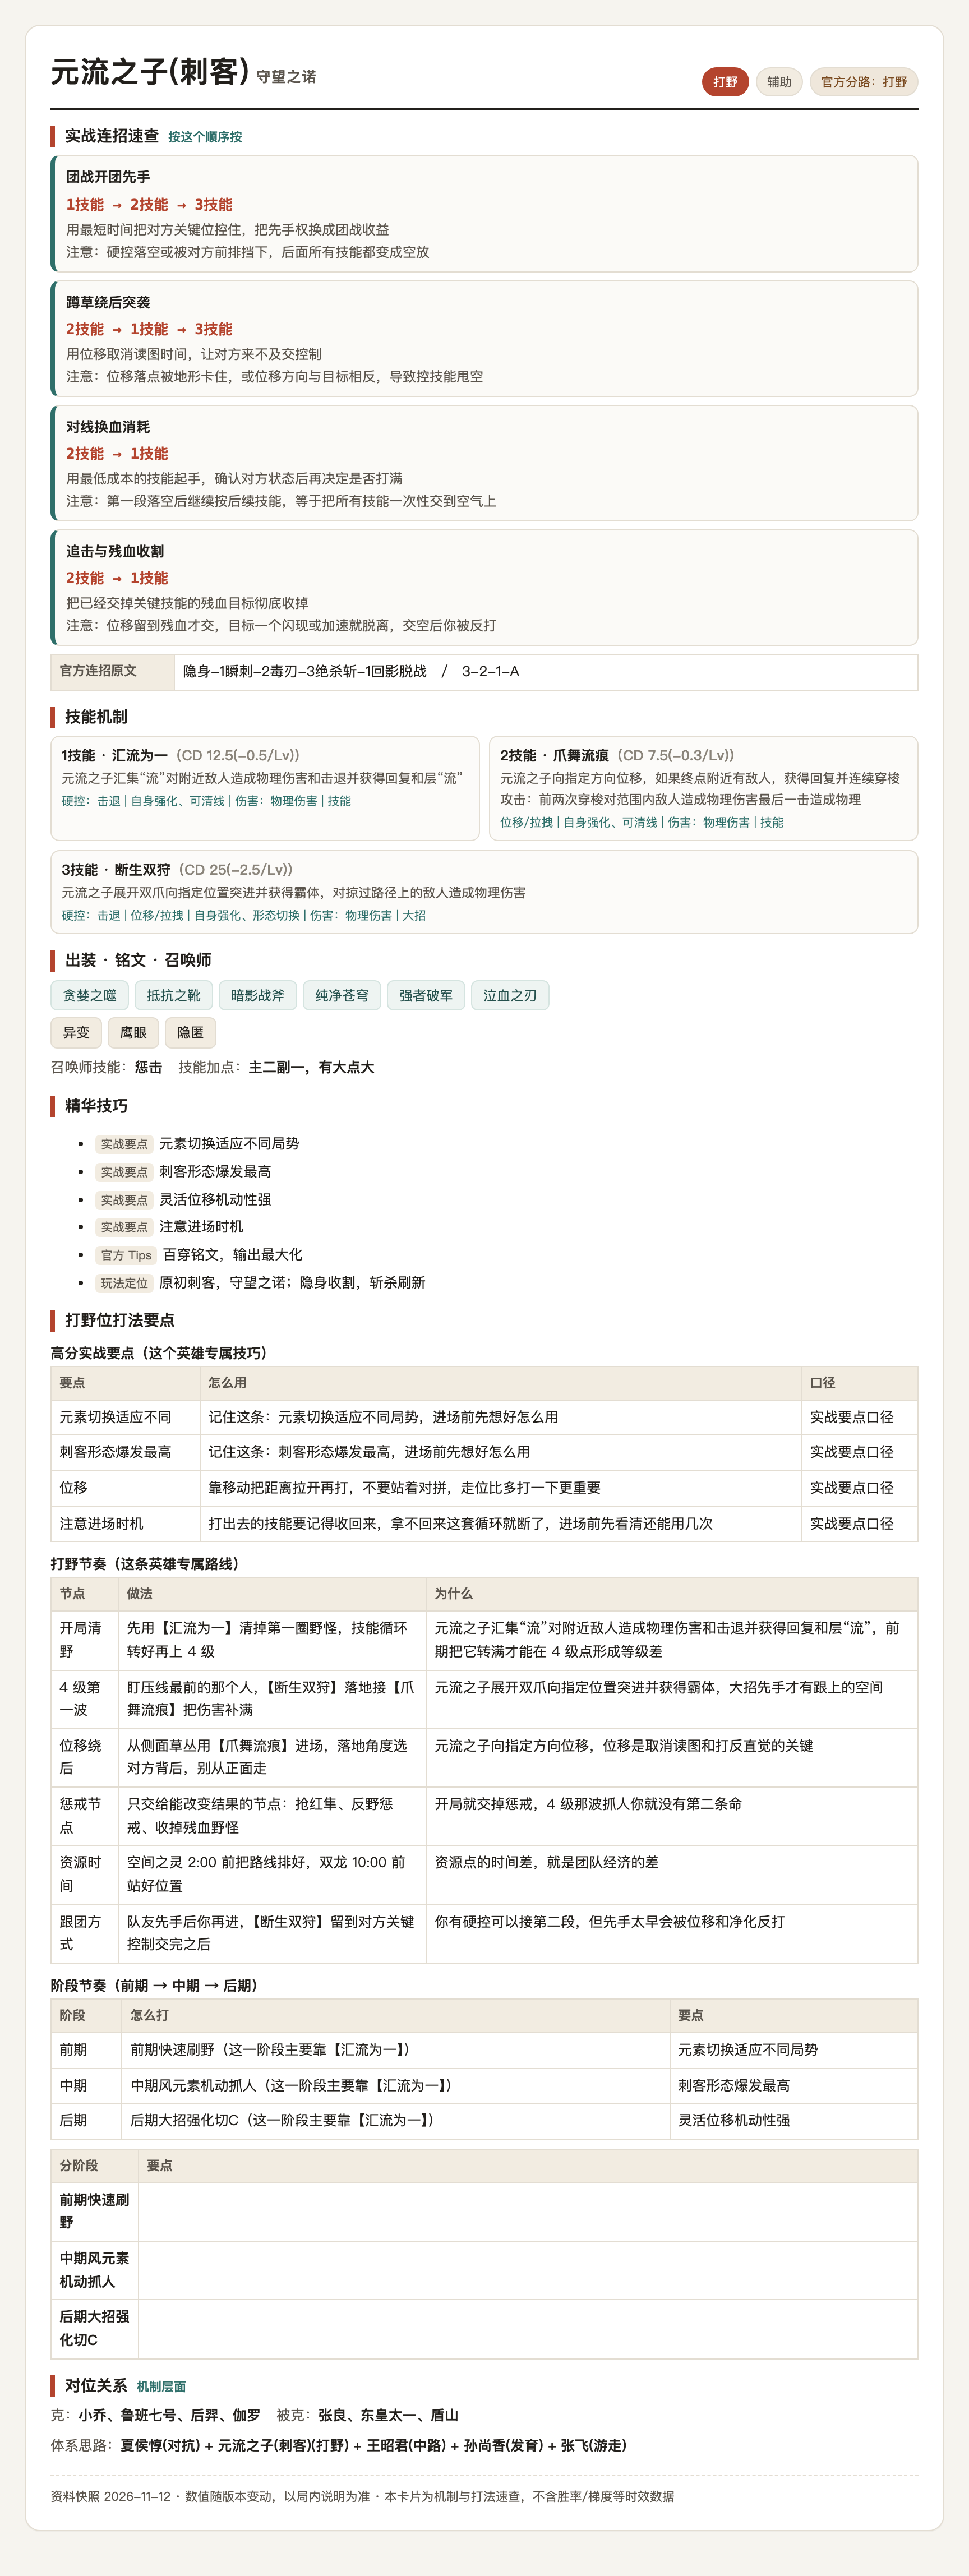 元流之子(刺客) 守望之诺
打野 辅助 官方分路：打野
实战连招速查 按这个顺序按
团战开团先手
1技能 → 2技能 → 3技能
用最短时间把对方关键位控住，把先手权换成团战收益
注意：硬控落空或被对方前排挡下，后面所有技能都变成空放
蹲草绕后突袭
2技能 → 1技能 → 3技能
用位移取消读图时间，让对方来不及交控制
注意：位移落点被地形卡住，或位移方向与目标相反，导致控技能甩空
对线换血消耗
2技能 → 1技能
用最低成本的技能起手，确认对方状态后再决定是否打满
注意：第一段落空后继续按后续技能，等于把所有技能一次性交到空气上
追击与残血收割
2技能 → 1技能
把已经交掉关键技能的残血目标彻底收掉
注意：位移留到残血才交，目标一个闪现或加速就脱离，交空后你被反打
官方连招原文 隐身-1瞬刺-2毒刃-3绝杀斩-1回影脱战 / 3-2-1-A
技能机制
1技能 · 汇流为一（CD 12.5(-0.5/Lv)）
元流之子汇集“流”对附近敌人造成物理伤害和击退并获得回复和层“流”
硬控：击退 | 自身强化、可清线 | 伤害：物理伤害 | 技能
2技能 · 爪舞流痕（CD 7.5(-0.3/Lv)）
元流之子向指定方向位移，如果终点附近有敌人，获得回复并连续穿梭
攻击：前两次穿梭对范围内敌人造成物理伤害最后一击造成物理
位移/拉拽 | 自身强化、可清线 | 伤害：物理伤害 | 技能
3技能 · 断生双狩（CD 25(-2.5/Lv)）
元流之子展开双爪向指定位置突进并获得霸体，对掠过路径上的敌人造成物理伤害
硬控：击退 | 位移/拉拽 | 自身强化、形态切换 | 伤害：物理伤害 | 大招
出装 · 铭文 · 召唤师
贪婪之噬 抵抗之靴 暗影战斧 纯净苍穹 强者破军 泣血之刃
异变 鹰眼 隐匿
召唤师技能：惩击 技能加点：主二副一，有大点大
精华技巧
• 实战要点 元素切换适应不同局势
• 实战要点 刺客形态爆发最高
• 实战要点 灵活位移机动性强
• 实战要点 注意进场时机
• 官方 Tips 百穿铭文，输出最大化
• 玩法定位 原初刺客，守望之诺；隐身收割，斩杀刷新
打野位打法要点
高分实战要点（这个英雄专属技巧）
要点 怎么用 口径
元素切换适应不同 记住这条：元素切换适应不同局势，进场前先想好怎么用 实战要点口径
刺客形态爆发最高 记住这条：刺客形态爆发最高，进场前先想好怎么用 实战要点口径
位移 靠移动把距离拉开再打，不要站着对拼，走位比多打一下更重要 实战要点口径
注意进场时机 打出去的技能要记得收回来，拿不回来这套循环就断了，进场前先看清还能用几次 实战要点口径
打野节奏（这条英雄专属路线）
节点 做法 为什么
开局清野 先用【汇流为一】清掉第一圈野怪，技能循环转好再上 4 级 元流之子汇集“流”对附近敌人造成物理伤害和击退并获得回复和层“流”，前期把它转满才能在 4 级点形成等级差
4 级第一波 盯压线最前的那个人，【断生双狩】落地接【爪舞流痕】把伤害补满 元流之子展开双爪向指定位置突进并获得霸体，大招先手才有跟上的空间
位移绕后 从侧面草丛用【爪舞流痕】进场，落地角度选对方背后，别从正面走 元流之子向指定方向位移，位移是取消读图和打反直觉的关键
惩戒节点 只交给能改变结果的节点：抢红隼、反野惩戒、收掉残血野怪 开局就交掉惩戒，4 级那波抓人你就没有第二条命
资源时间 空间之灵 2:00 前把路线排好，双龙 10:00 前站好位置 资源点的时间差，就是团队经济的差
跟团方式 队友先手后你再进，【断生双狩】留到对方关键控制交完之后 你有硬控可以接第二段，但先手太早会被位移和净化反打
阶段节奏（前期 → 中期 → 后期）
阶段 怎么打 要点
前期 前期快速刷野（这一阶段主要靠【汇流为一】） 元素切换适应不同局势
中期 中期风元素机动抓人（这一阶段主要靠【汇流为一】） 刺客形态爆发最高
后期 后期大招强化切C（这一阶段主要靠【汇流为一】） 灵活位移机动性强
分阶段 要点
前期快速刷野
中期风元素机动抓人
后期大招强化切C
对位关系 机制层面
克：小乔、鲁班七号、后羿、伽罗 被克：张良、东皇太一、盾山
体系思路：夏侯惇(对抗) + 元流之子(刺客)(打野) + 王昭君(中路) + 孙尚香(发育) + 张飞(游走)
资料快照 2026-11-12 · 数值随版本变动，以局内说明为准 · 本卡片为机制与打法速查，不含胜率/梯度等时效数据